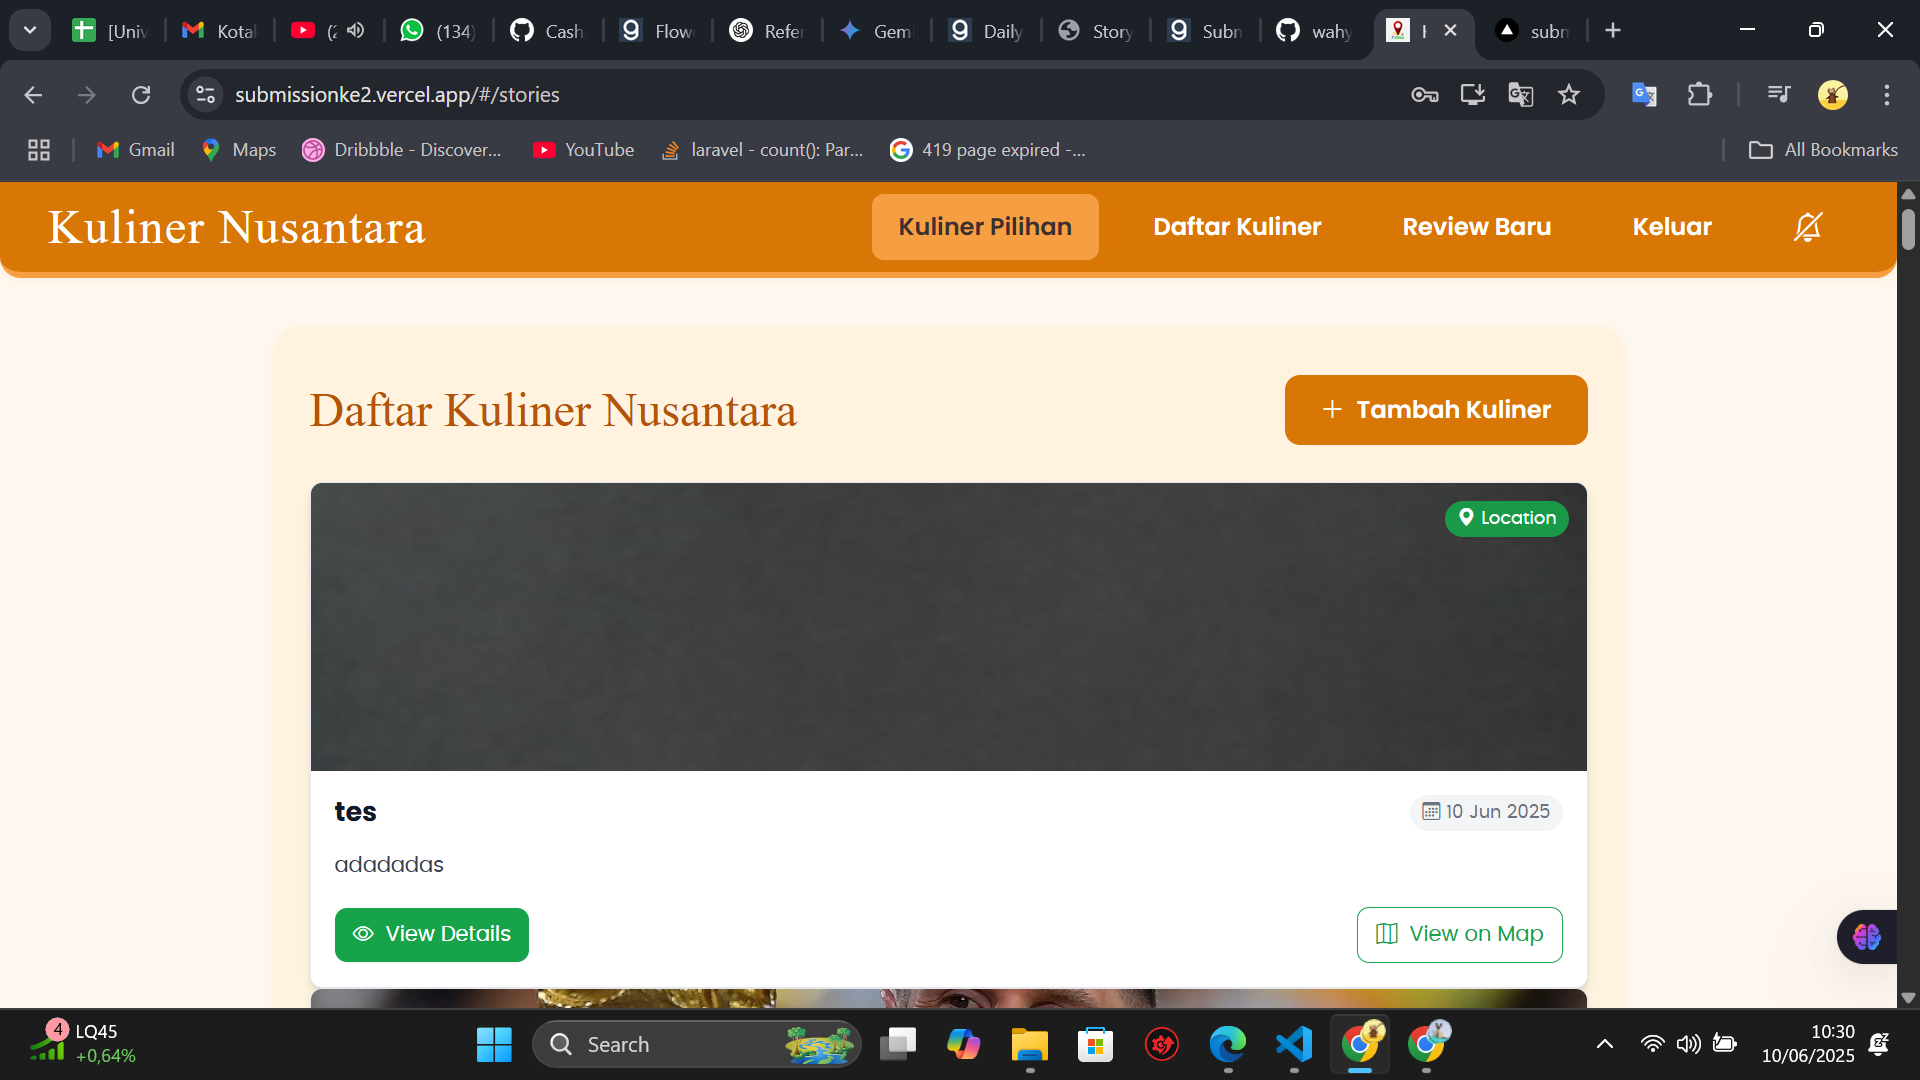 [Univ
Kotal
(2
(134)
Cash
Flow
Refer
Gemi
Daily
Story
Subm
wahy
subm
submissionke2.vercel.app/#/stories
Gmail
Maps
Dribbble - Discover...
YouTube
laravel - count(): Par...
419 page expired -...
All Bookmarks
Kuliner Nusantara
Kuliner Pilihan
Daftar Kuliner
Review Baru
Keluar
Daftar Kuliner Nusantara
Tambah Kuliner
Location
tes
10 Jun 2025
adadadas
View Details
View on Map
4
LQ45
+0,64%
Search
10:30
10/06/2025